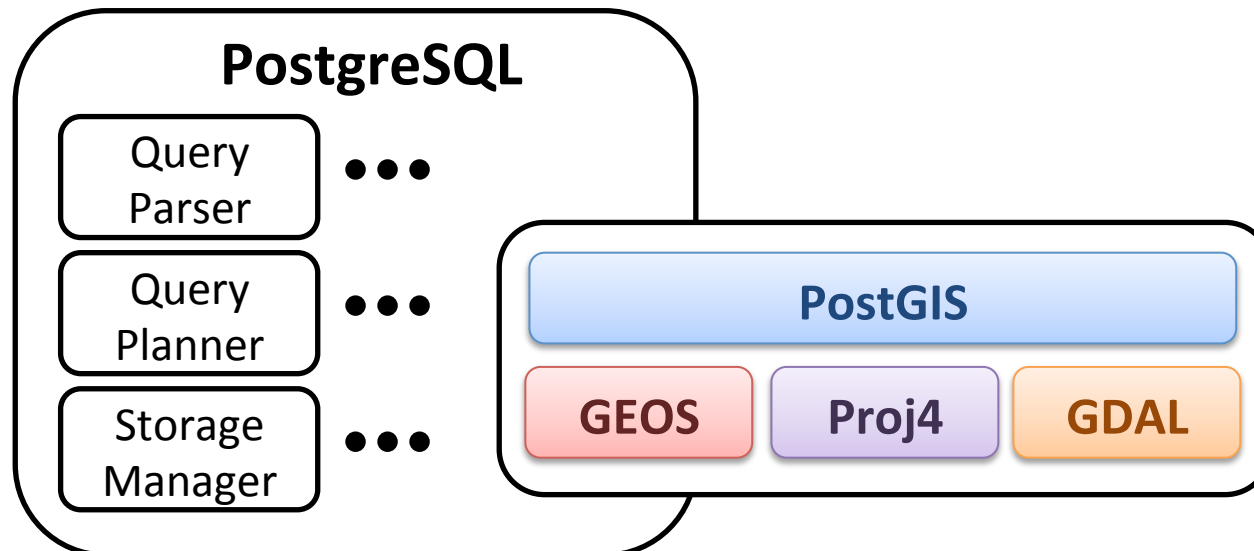 PostgreSQL
Query
Parser
Query
Planner
Storage
Manager
PostGIS
GEOS
Proj4
GDAL